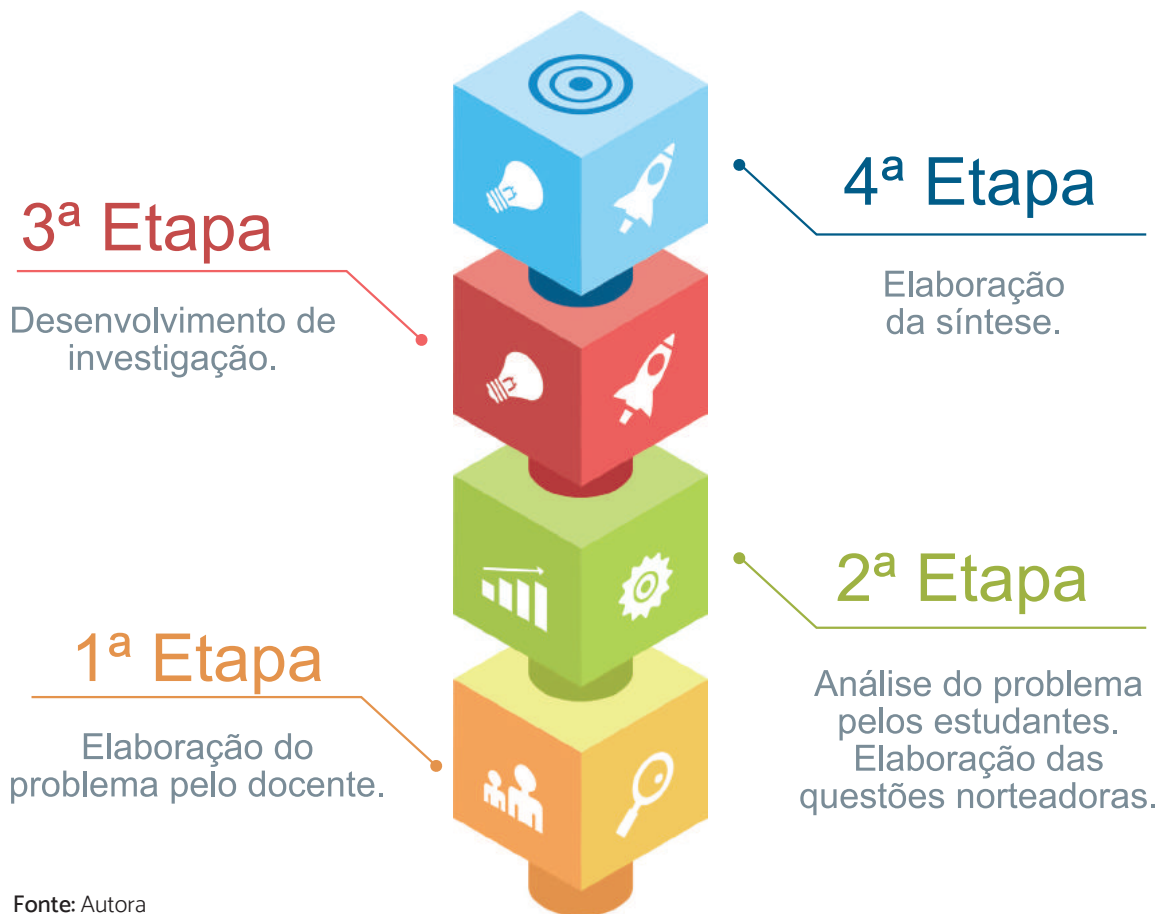 4ª Etapa
Elaboração
da síntese.
3ª Etapa
Desenvolvimento de
investigação.
2ª Etapa
Análise do problema
pelos estudantes.
Elaboração das
questões norteadoras.
1ª Etapa
Elaboração do
problema pelo docente.
Fonte: Autora